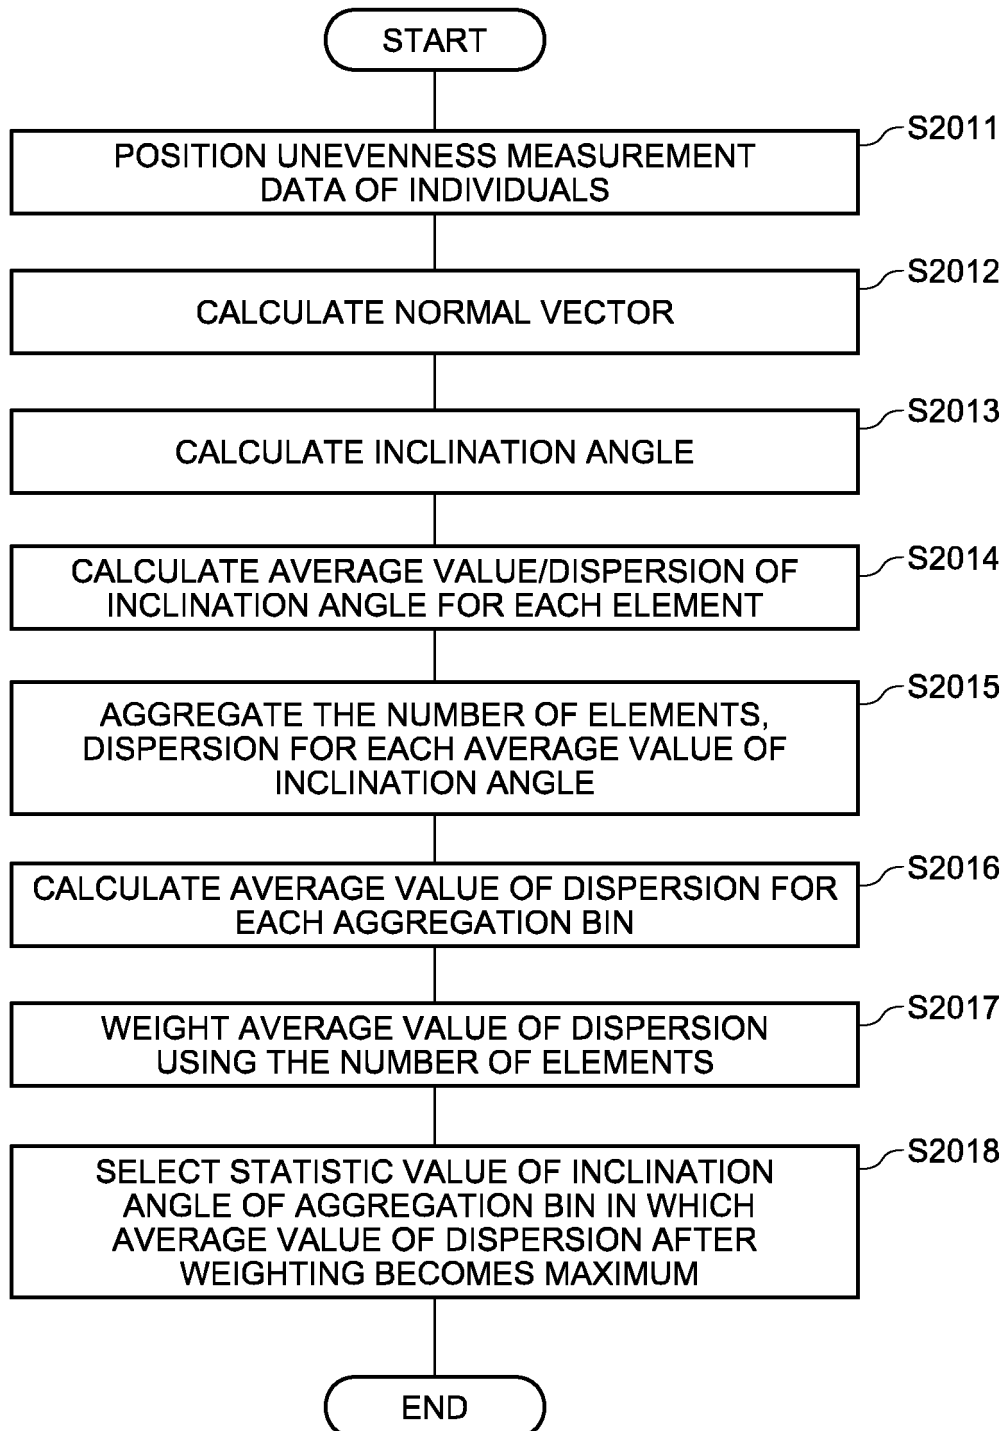 START
S2011
POSITION UNEVENNESS MEASUREMENT
DATA OF INDIVIDUALS
S2012
CALCULATE NORMAL VECTOR
S2013
CALCULATE INCLINATION ANGLE
S2014
CALCULATE AVERAGE VALUE/DISPERSION OF
INCLINATION ANGLE FOR EACH ELEMENT
S2015
AGGREGATE THE NUMBER OF ELEMENTS,
DISPERSION FOR EACH AVERAGE VALUE OF
INCLINATION ANGLE
S2016
CALCULATE AVERAGE VALUE OF DISPERSION FOR
EACH AGGREGATION BIN
S2017
WEIGHT AVERAGE VALUE OF DISPERSION
USING THE NUMBER OF ELEMENTS
S2018
SELECT STATISTIC VALUE OF INCLINATION
ANGLE OF AGGREGATION BIN IN WHICH
AVERAGE VALUE OF DISPERSION AFTER
WEIGHTING BECOMES MAXIMUM
END